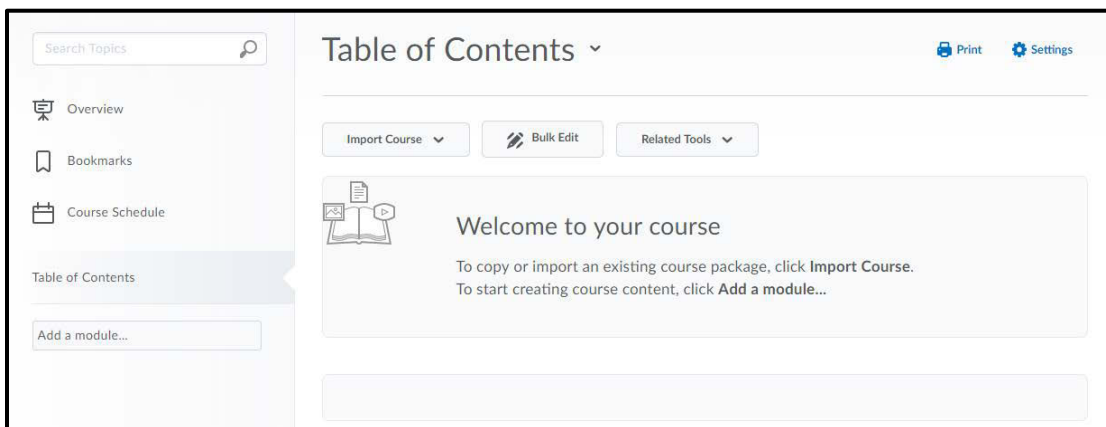 Search Topics
Overview
Bookmarks
Course Schedule
Table of Contents
Add a module...
Table of Contents
Print
Settings
Import Course
Bulk Edit
Related Tools
Welcome to your course
To copy or import an existing course package, click Import Course.
To start creating course content, click Add a module...